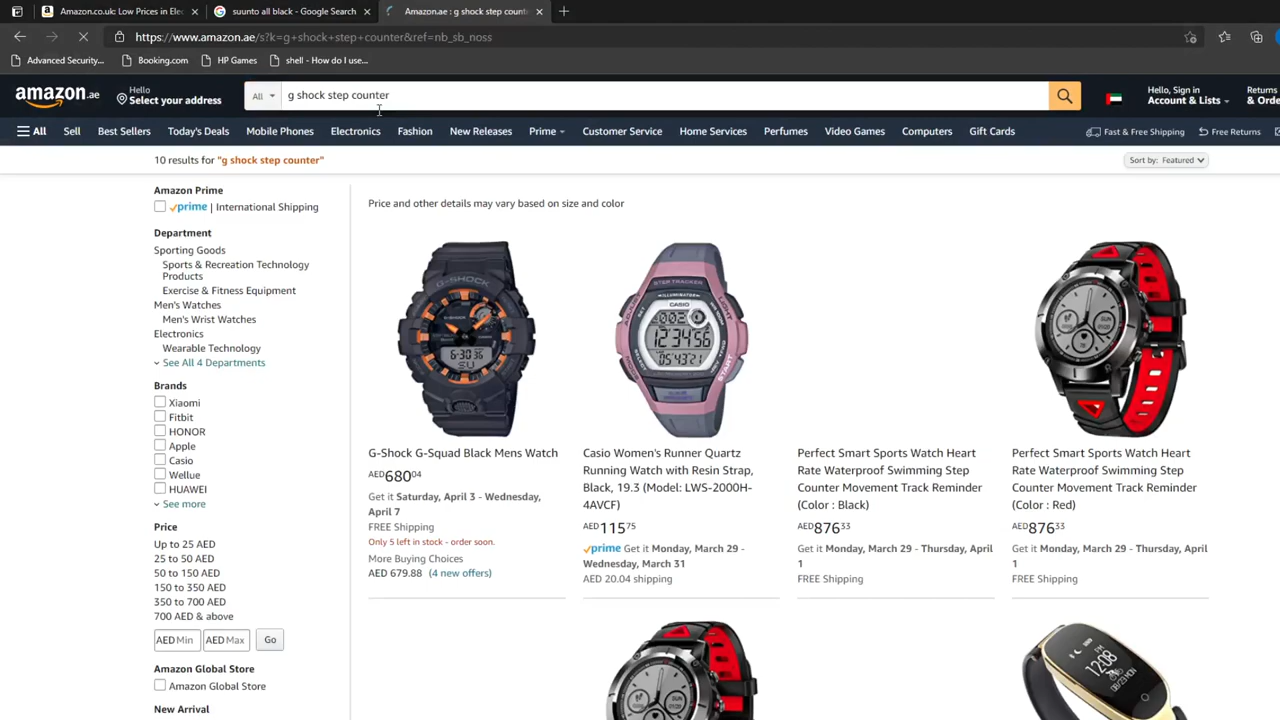 Amazon.co.uk: Low Prices in Elec
suunto all black - Google Search
Amazon.ae : g shock step count
https://www.amazon.ae/s?k=g+shock+step+counter&ref=nb_sb_noss
Advanced Security...
Booking.com
HP Games
shell - How do I use...
amazon.ae
Hello
Select your address
All
g shock step counter
Hello, Sign in
Account & Lists
Returns
& Orde
All
Sell
Best Sellers
Today's Deals
Mobile Phones
Electronics
Fashion
New Releases
Prime
Customer Service
Home Services
Perfumes
Video Games
Computers
Gift Cards
Fast & Free Shipping
Free Returns
10 results for "g shock step counter"
Sort by: Featured
Amazon Prime
prime | International Shipping
Department
Sporting Goods
Sports & Recreation Technology
Products
Exercise & Fitness Equipment
Men's Watches
Men's Wrist Watches
Electronics
Wearable Technology
See All 4 Departments
Brands
Xiaomi
Fitbit
HONOR
Apple
Casio
Wellue
HUAWEI
See more
Price
Up to 25 AED
25 to 50 AED
50 to 150 AED
150 to 350 AED
350 to 700 AED
700 AED & above
AED Min
AED Max
Go
Amazon Global Store
Amazon Global Store
New Arrival
Price and other details may vary based on size and color
G-SHOCK
6:30 36
SU
G-Shock G-Squad Black Mens Watch
AED 680 04
Get it Saturday, April 3 - Wednesday,
April 7
FREE Shipping
Only 5 left in stock - order soon.
More Buying Choices
AED 679.88 (4 new offers)
STEP TRACKER
ILLUMINATOR
CASIO
LIGHT
START
Casio Women's Runner Quartz
Running Watch with Resin Strap,
Black, 19.3 (Model: LWS-2000H-
4AVCF)
AED 115 75
prime Get it Monday, March 29 -
Wednesday, March 31
AED 20.04 shipping
Perfect Smart Sports Watch Heart
Rate Waterproof Swimming Step
Counter Movement Track Reminder
(Color : Black)
AED 876 33
Get it Monday, March 29 - Thursday, April
1
FREE Shipping
Perfect Smart Sports Watch Heart
Rate Waterproof Swimming Step
Counter Movement Track Reminder
(Color : Red)
AED 876 33
Get it Monday, March 29 - Thursday, April
1
FREE Shipping
12:08